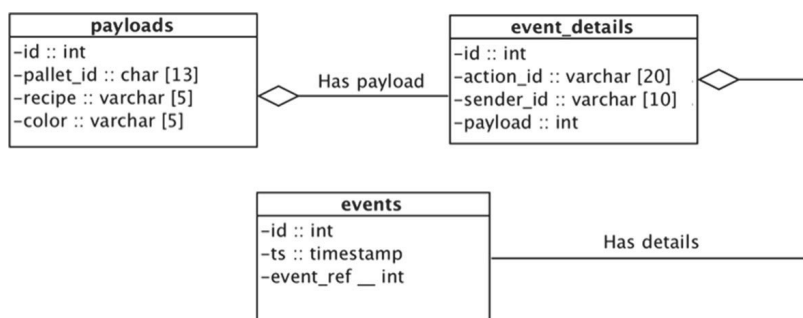 payloads
-id :: int
-pallet_id :: char [13]
-recipe :: varchar [5]
-color :: varchar [5]
Has payload
event_details
-id :: int
-action_id :: varchar [20]
-sender_id :: varchar [10]
-payload :: int
events
-id :: int
-ts :: timestamp
-event_ref __ int
Has details